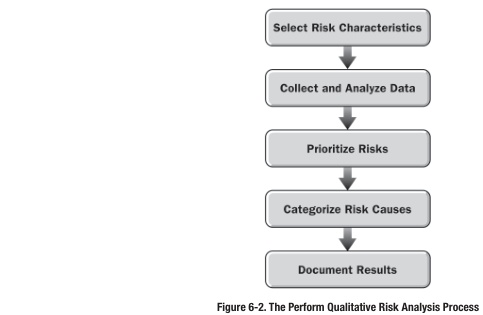 Select Risk Characteristics
Collect and Analyze Data
Prioritize Risks
Categorize Risk Causes
Document Results
Figure 6-2. The Perform Qualitative Risk Analysis Process